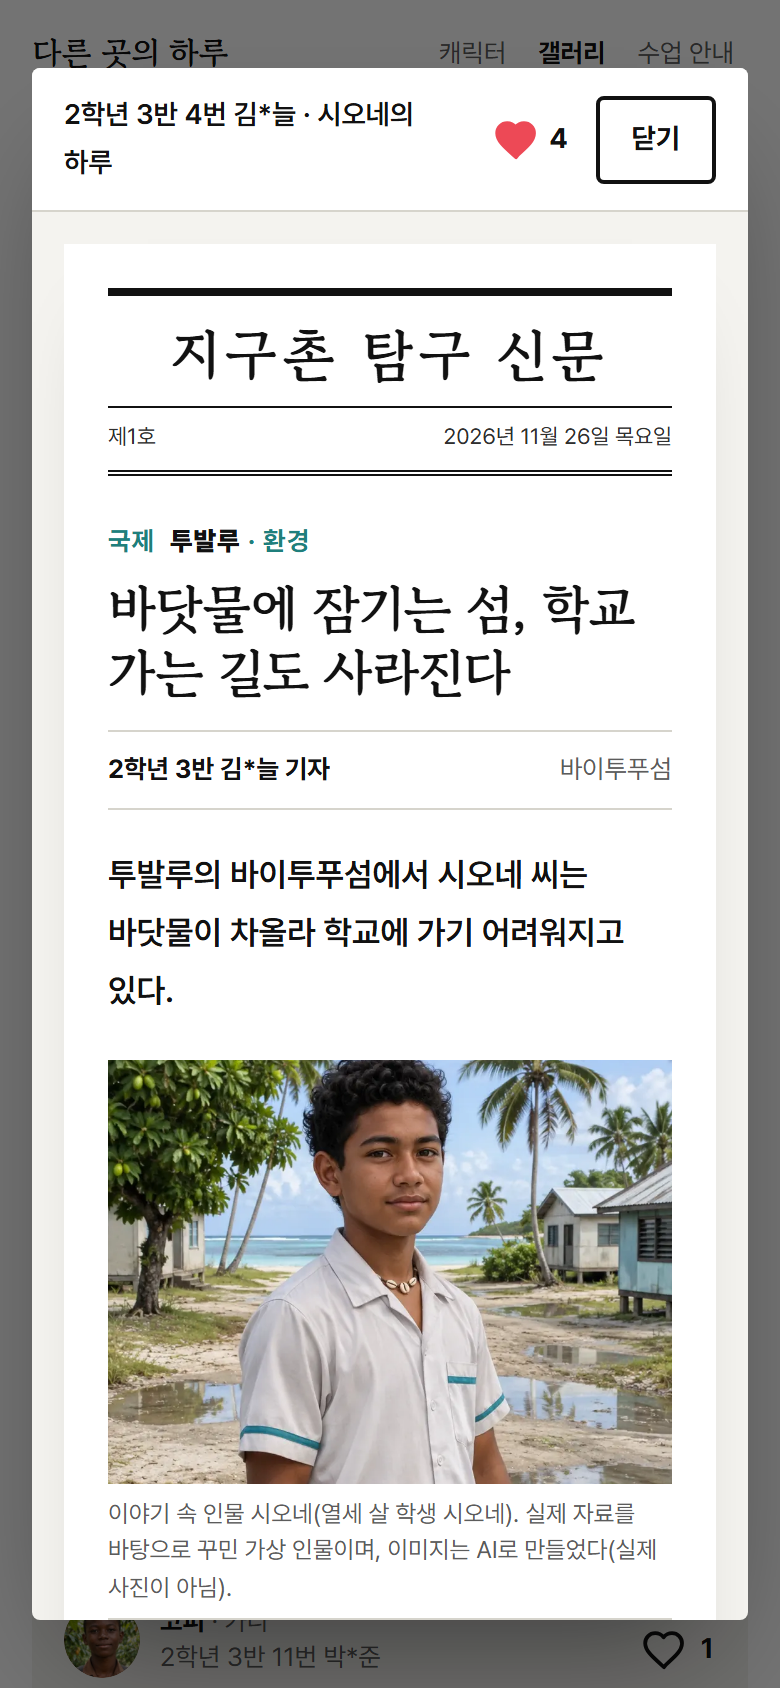 다른 곳의 하루
캐릭터 갤러리 수업 안내
2학년 3반 4번 김*늘 · 시오네의
하루
4
닫기
지구촌 탐구 신문
제1호 2026년 11월 26일 목요일
국제 투발루 · 환경
바닷물에 잠기는 섬, 학교
가는 길도 사라진다
2학년 3반 김*늘 기자 바이투푸섬
투발루의 바이투푸섬에서 시오네 씨는
바닷물이 차올라 학교에 가기 어려워지고
있다.
이야기 속 인물 시오네(열세 살 학생 시오네). 실제 자료를
바탕으로 꾸민 가상 인물이며, 이미지는 AI로 만들었다(실제
사진이 아님).
2학년 3반 11번 박*준
1